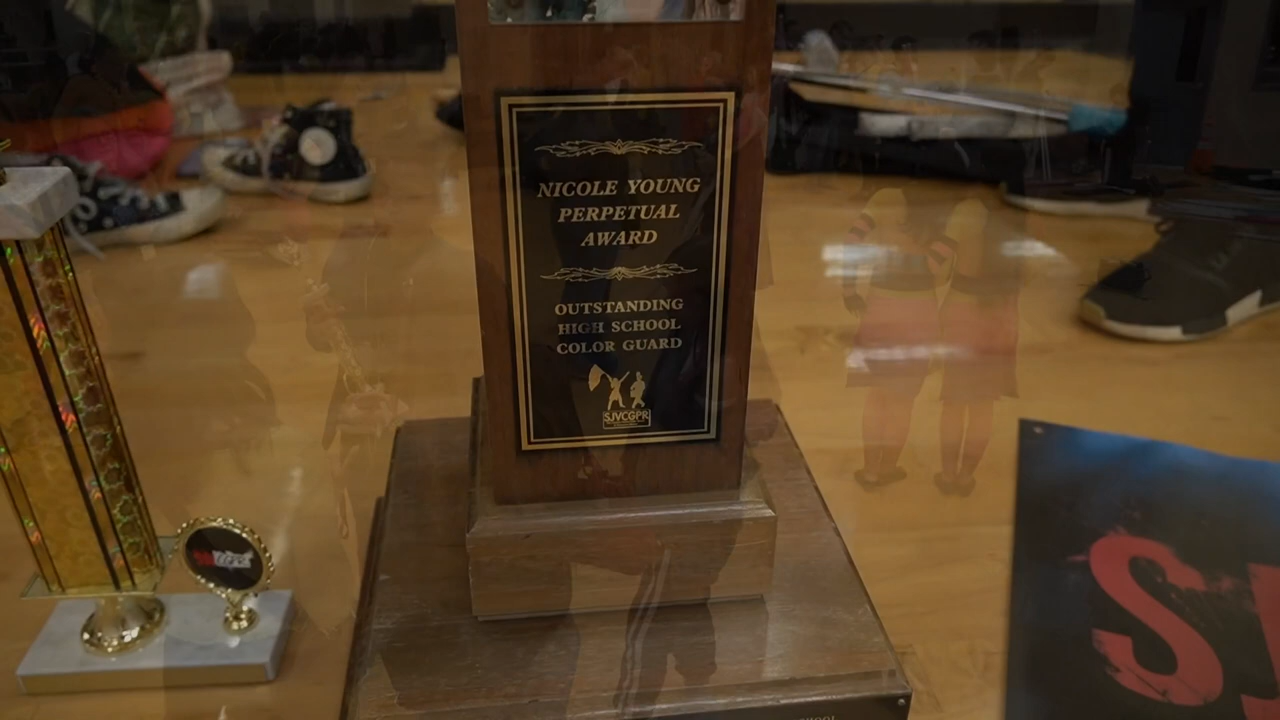 NICOLE YOUNG
PERPETUAL
AWARD
OUTSTANDING
HIGH SCHOOL
COLOR GUARD
SJVCGPR
S